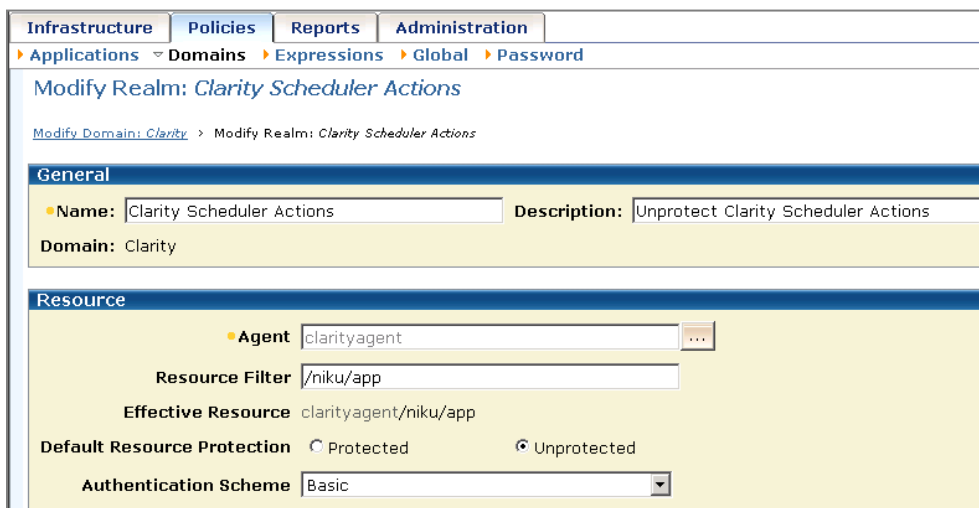 Infrastructure Policies Reports Administration
Applications Domains Expressions Global Password
Modify Realm: Clarity Scheduler Actions
Modify Domain: Clarity > Modify Realm: Clarity Scheduler Actions
General
Name: Clarity Scheduler Actions Description: Unprotect Clarity Scheduler Actions
Domain: Clarity
Resource
Agent clarityagent ...
Resource Filter /niku/app
Effective Resource clarityagent/niku/app
Default Resource Protection Protected Unprotected
Authentication Scheme Basic